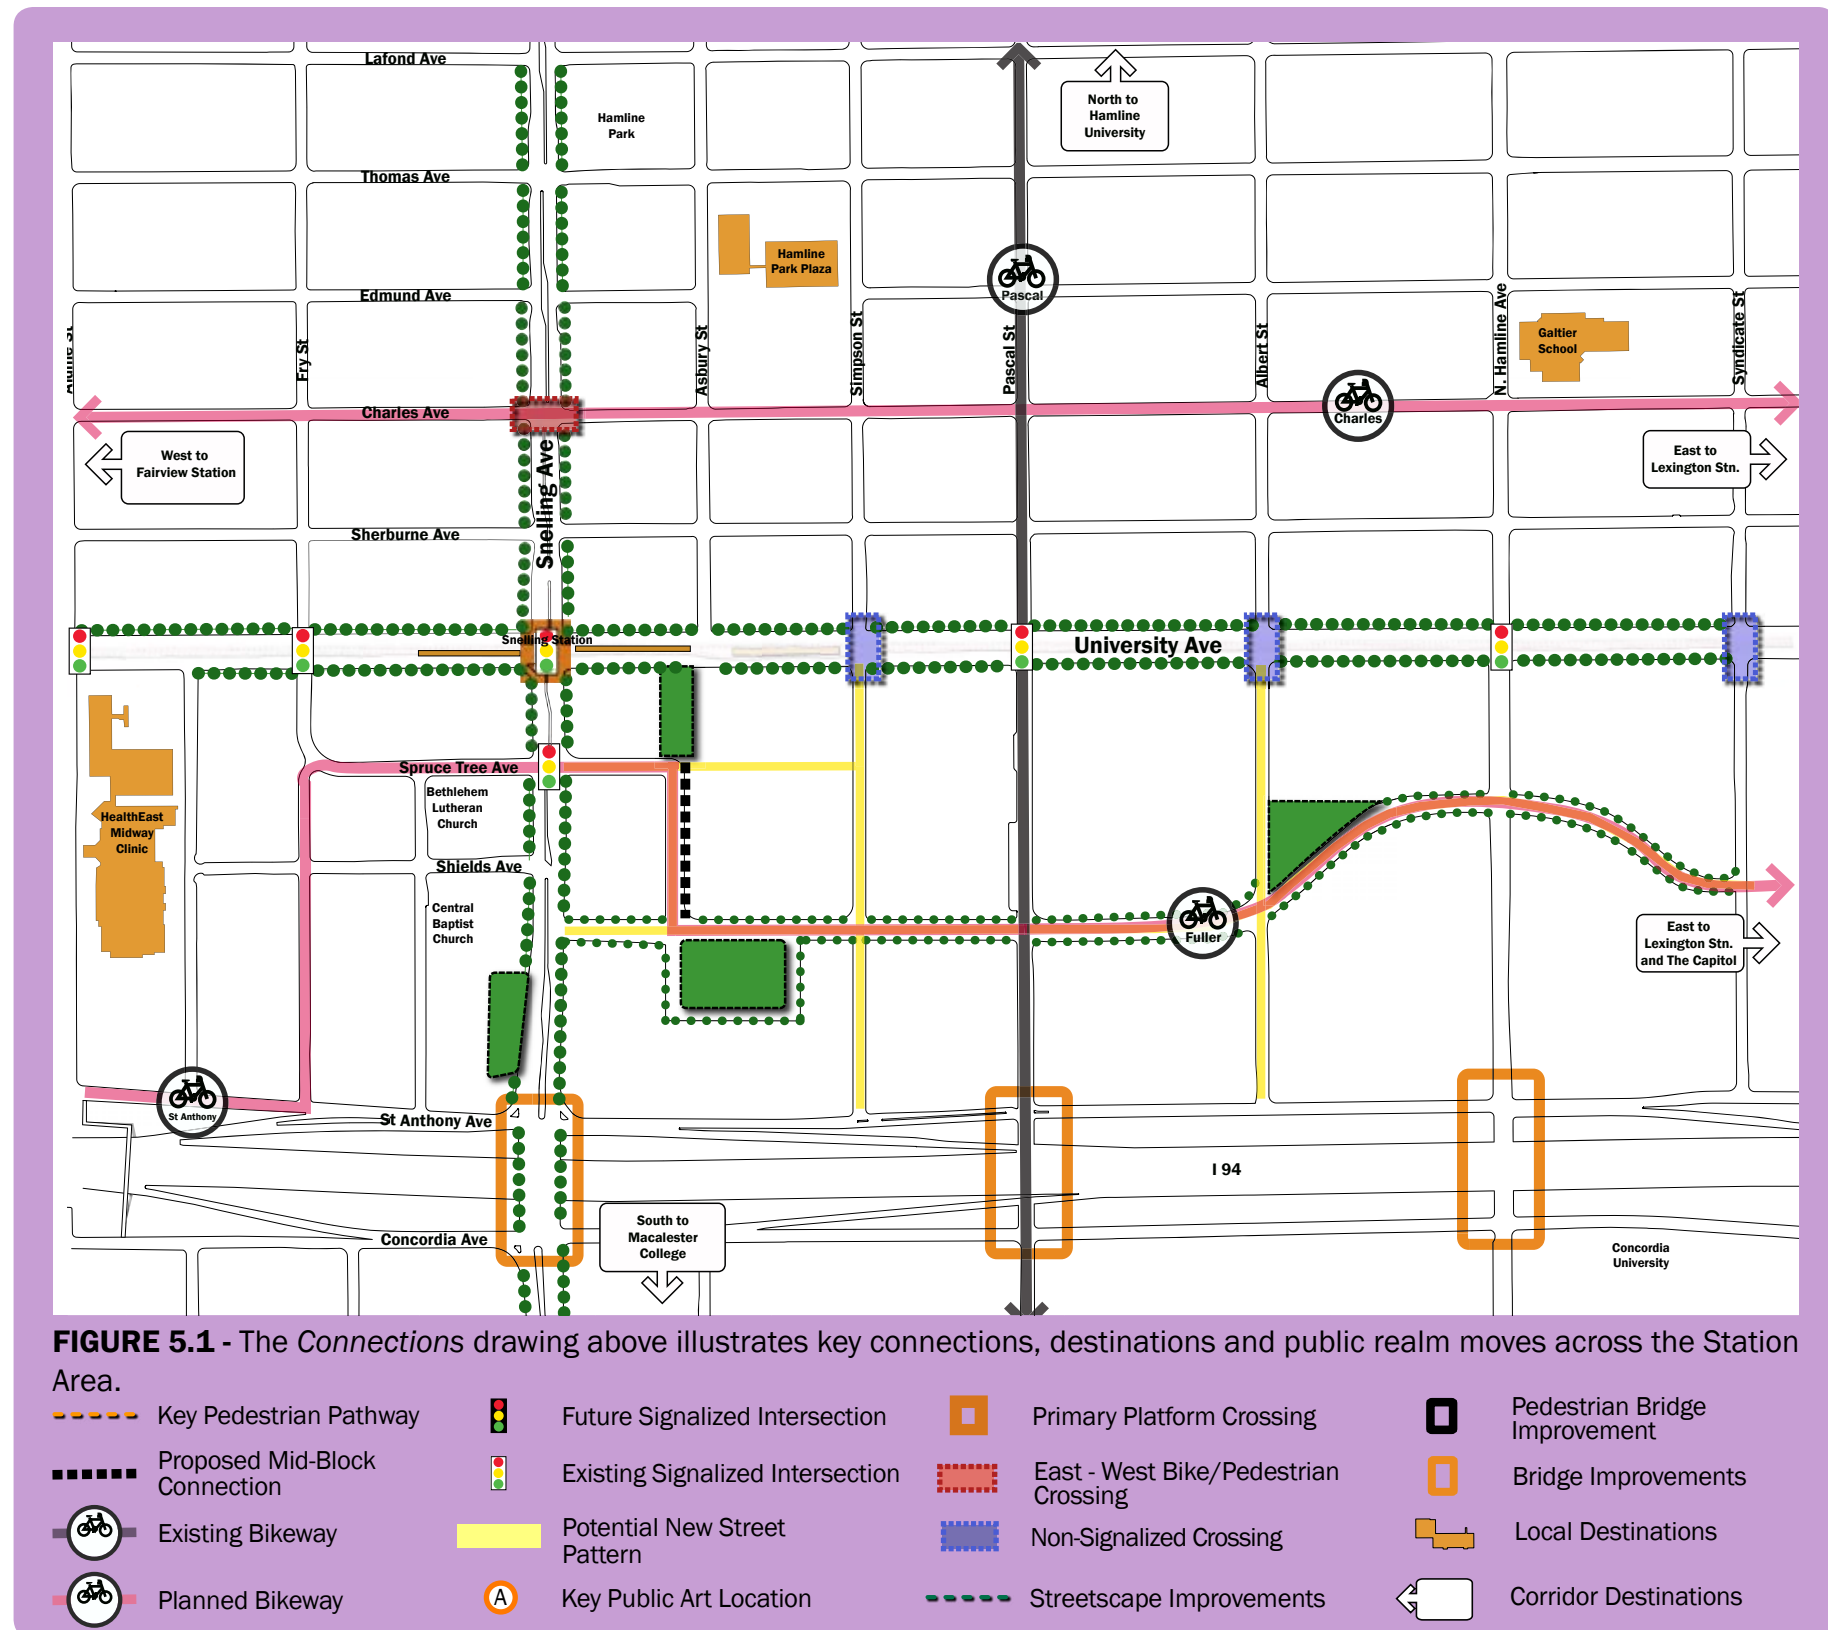 Lafond Ave
Hamline
Park
North to
Hamline
University
Thomas Ave
Hamline
Park Plaza
Edmund Ave
Pascal
Fry St
Asbury St
Simpson St
Pascal St
Albert St
N. Hamline Ave
Galtier
School
Syndicate St
Charles Ave
Charles
West to
Fairview Station
Snelling Ave
East to
Lexington Stn.
Sherburne Ave
Snelling Station
University Ave
Spruce Tree Ave
Bethlehem
Lutheran
Church
HealthEast
Midway
Clinic
Shields Ave
Central
Baptist
Church
Fuller
East to
Lexington Stn.
and The Capitol
St Anthony
St Anthony Ave
I 94
South to
Macalester
College
Concordia Ave
Concordia
University
FIGURE 5.1 - The Connections drawing above illustrates key connections, destinations and public realm moves across the Station
Area.
Key Pedestrian Pathway
Proposed Mid-Block
Connection
Existing Bikeway
Planned Bikeway
Future Signalized Intersection
Existing Signalized Intersection
Potential New Street
Pattern
A
Key Public Art Location
Primary Platform Crossing
East - West Bike/Pedestrian
Crossing
Non-Signalized Crossing
Streetscape Improvements
Pedestrian Bridge
Improvement
Bridge Improvements
Local Destinations
Corridor Destinations